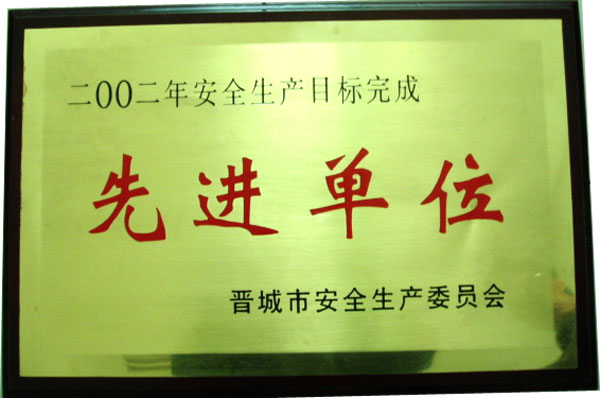 二00二年安全生产目标完成
先进单位
晋城市安全生产委员会